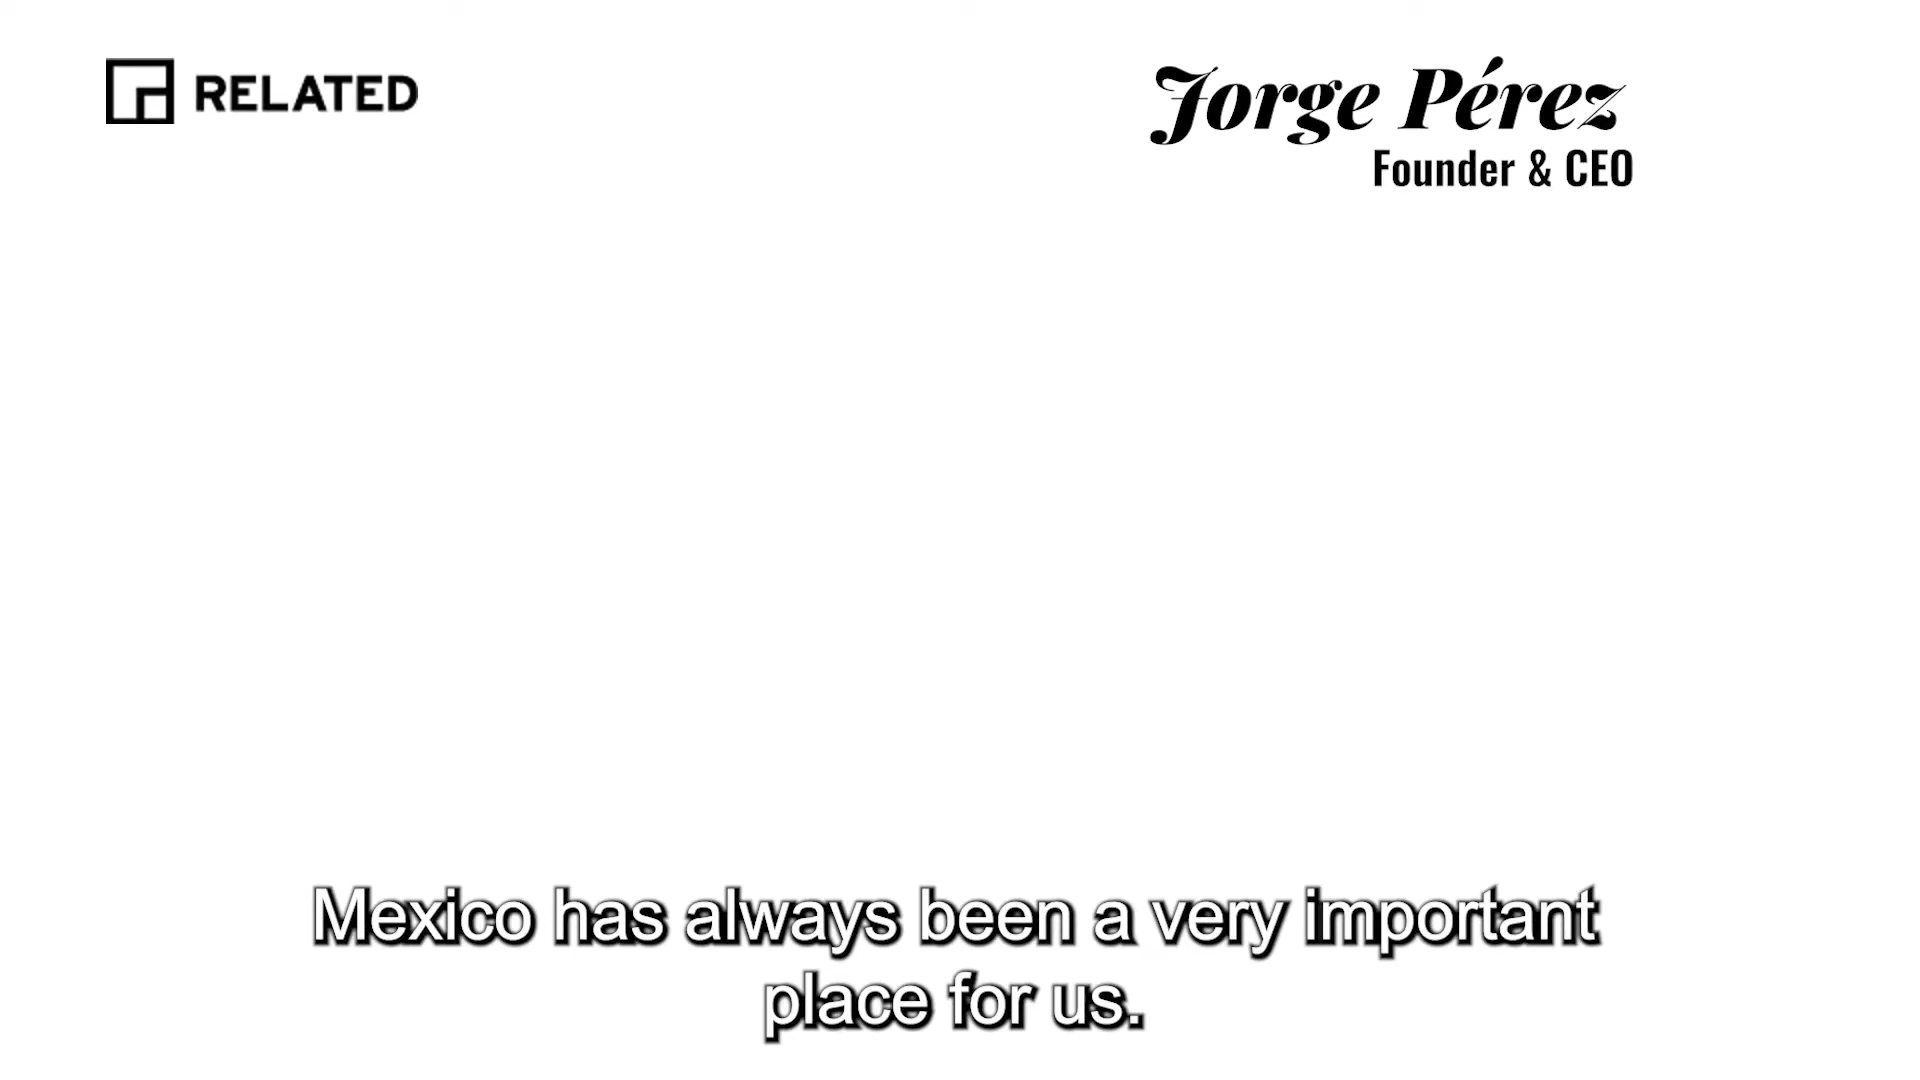 RELATED
Jorge Pérez
Founder & CEO
Mexico has always been a very important
place for us.